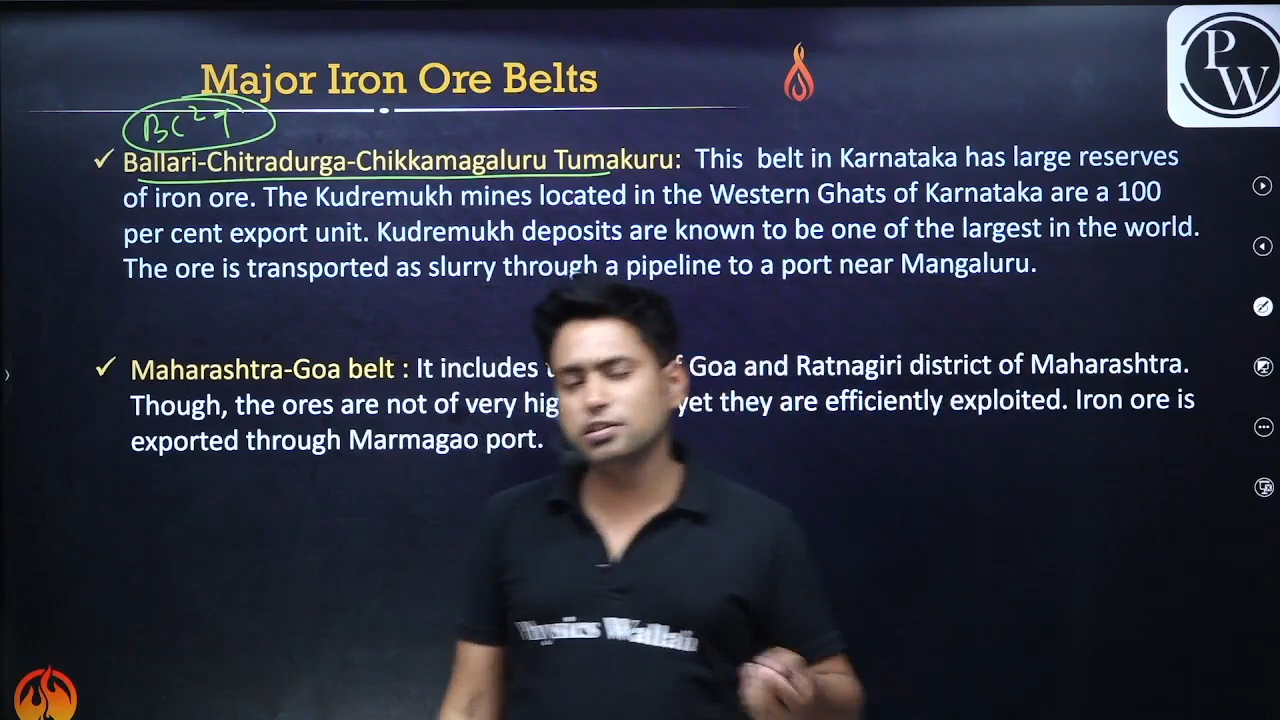 Major Iron Ore Belts
P
W
BC²T
✓ Ballari-Chitradurga-Chikkamagaluru Tumakuru: This belt in Karnataka has large reserves
of iron ore. The Kudremukh mines located in the Western Ghats of Karnataka are a 100
per cent export unit. Kudremukh deposits are known to be one of the largest in the world.
The ore is transported as slurry through a pipeline to a port near Mangaluru.
✓ Maharashtra-Goa belt : It includes Goa and Ratnagiri district of Maharashtra.
Though, the ores are not of very yet they are efficiently exploited. Iron ore is
exported through Marmagao port.
Physics Wallah